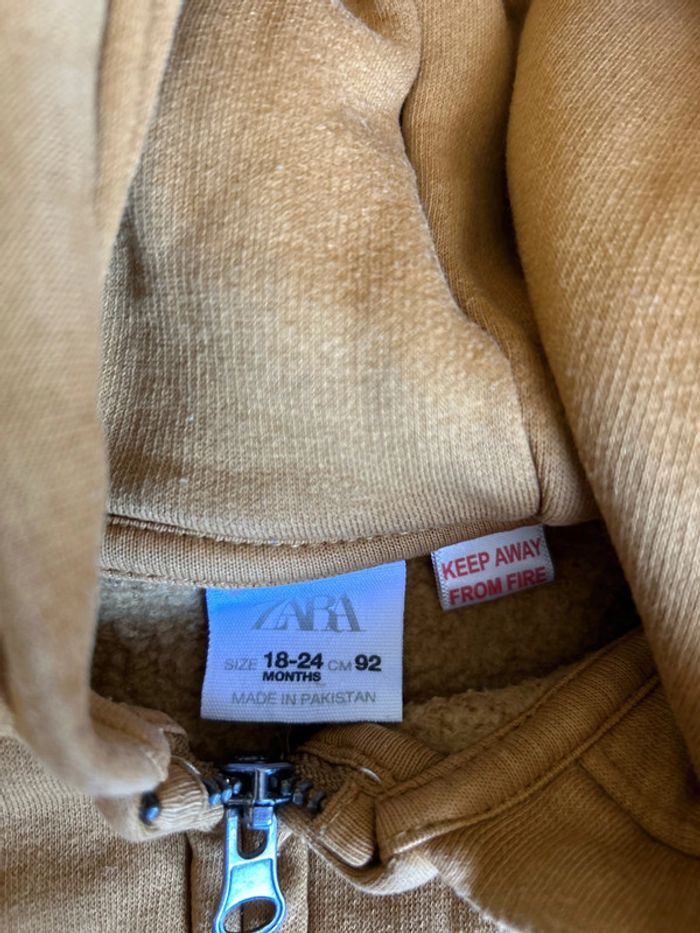 KEEP AWAY
FROM FIRE
ZARA
SIZE 18-24 CM 92
MONTHS
MADE IN PAKISTAN